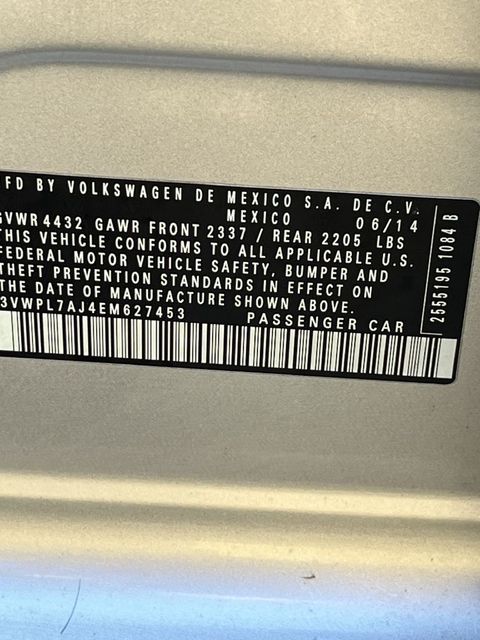 FD BY VOLKSWAGEN DE MEXICO S.A. DE C.V.
MEXICO 06/14
GVWR 4432 GAWR FRONT 2337 / REAR 2205 LBS
THIS VEHICLE CONFORMS TO ALL APPLICABLE U.S.
FEDERAL MOTOR VEHICLE SAFETY, BUMPER AND
THEFT PREVENTION STANDARDS IN EFFECT ON
THE DATE OF MANUFACTURE SHOWN ABOVE.
3VWPL7AJ4EM627453 PASSENGER CAR
2555195 1084 B